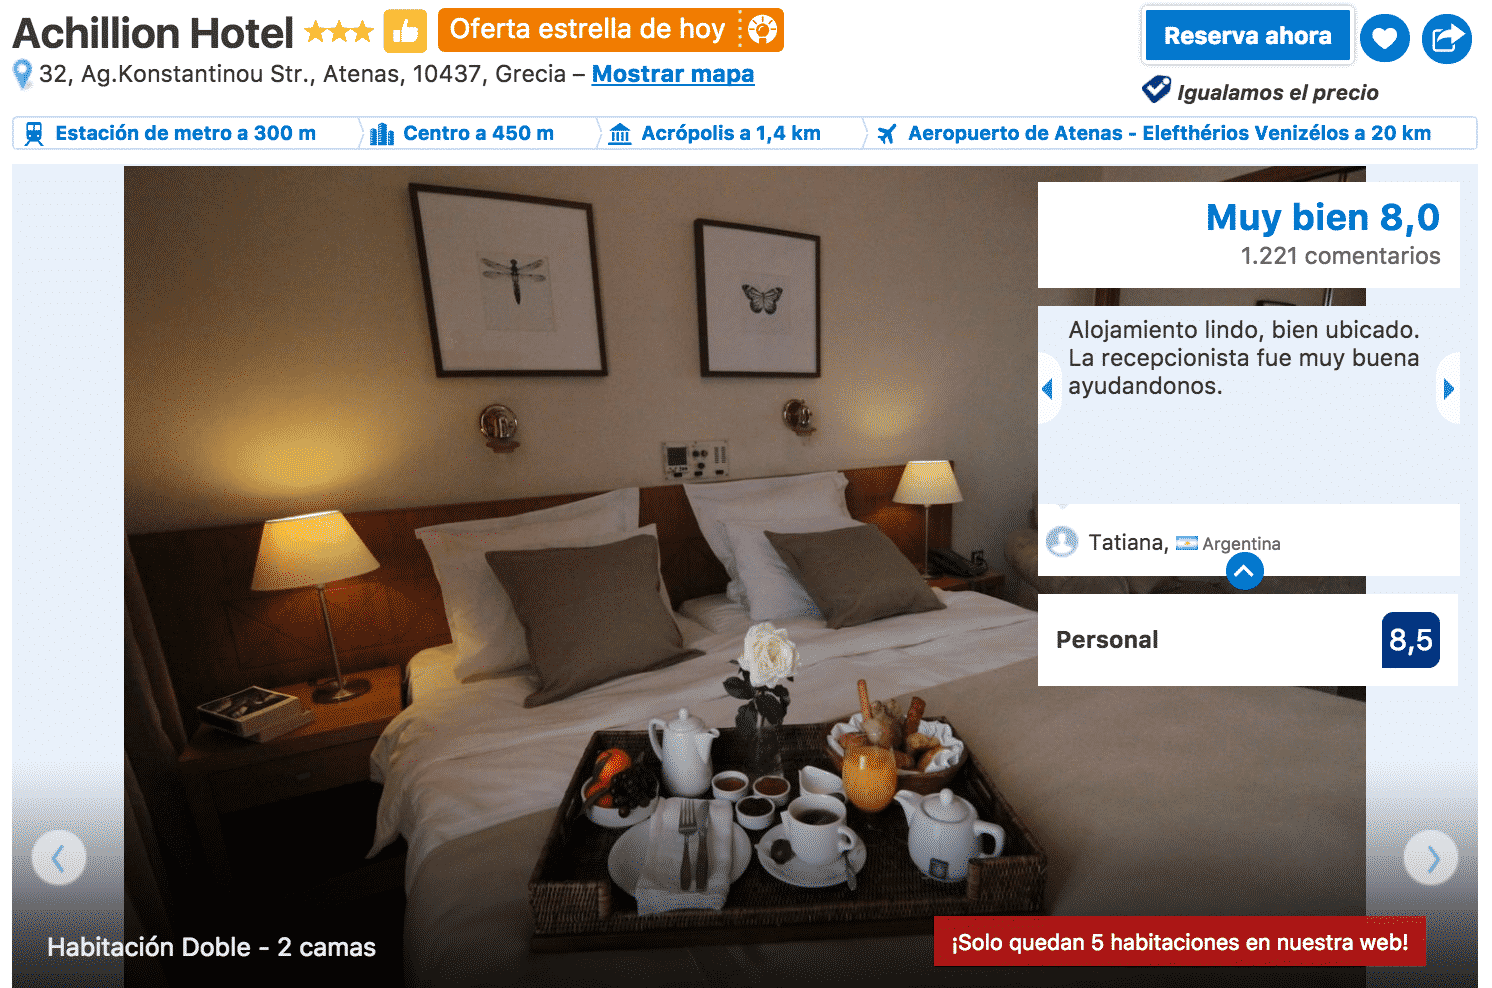 Achillion Hotel
Oferta estrella de hoy
Reserva ahora
32, Ag.Konstantinou Str., Atenas, 10437, Grecia – Mostrar mapa
Igualamos el precio
Estación de metro a 300 m
Centro a 450 m
Acrópolis a 1,4 km
Aeropuerto de Atenas - Elefthérios Venizélos a 20 km
Muy bien 8,0
1.221 comentarios
Alojamiento lindo, bien ubicado.
La recepcionista fue muy buena
ayudandonos.
Tatiana, Argentina
Personal
8,5
Habitación Doble - 2 camas
¡Solo quedan 5 habitaciones en nuestra web!